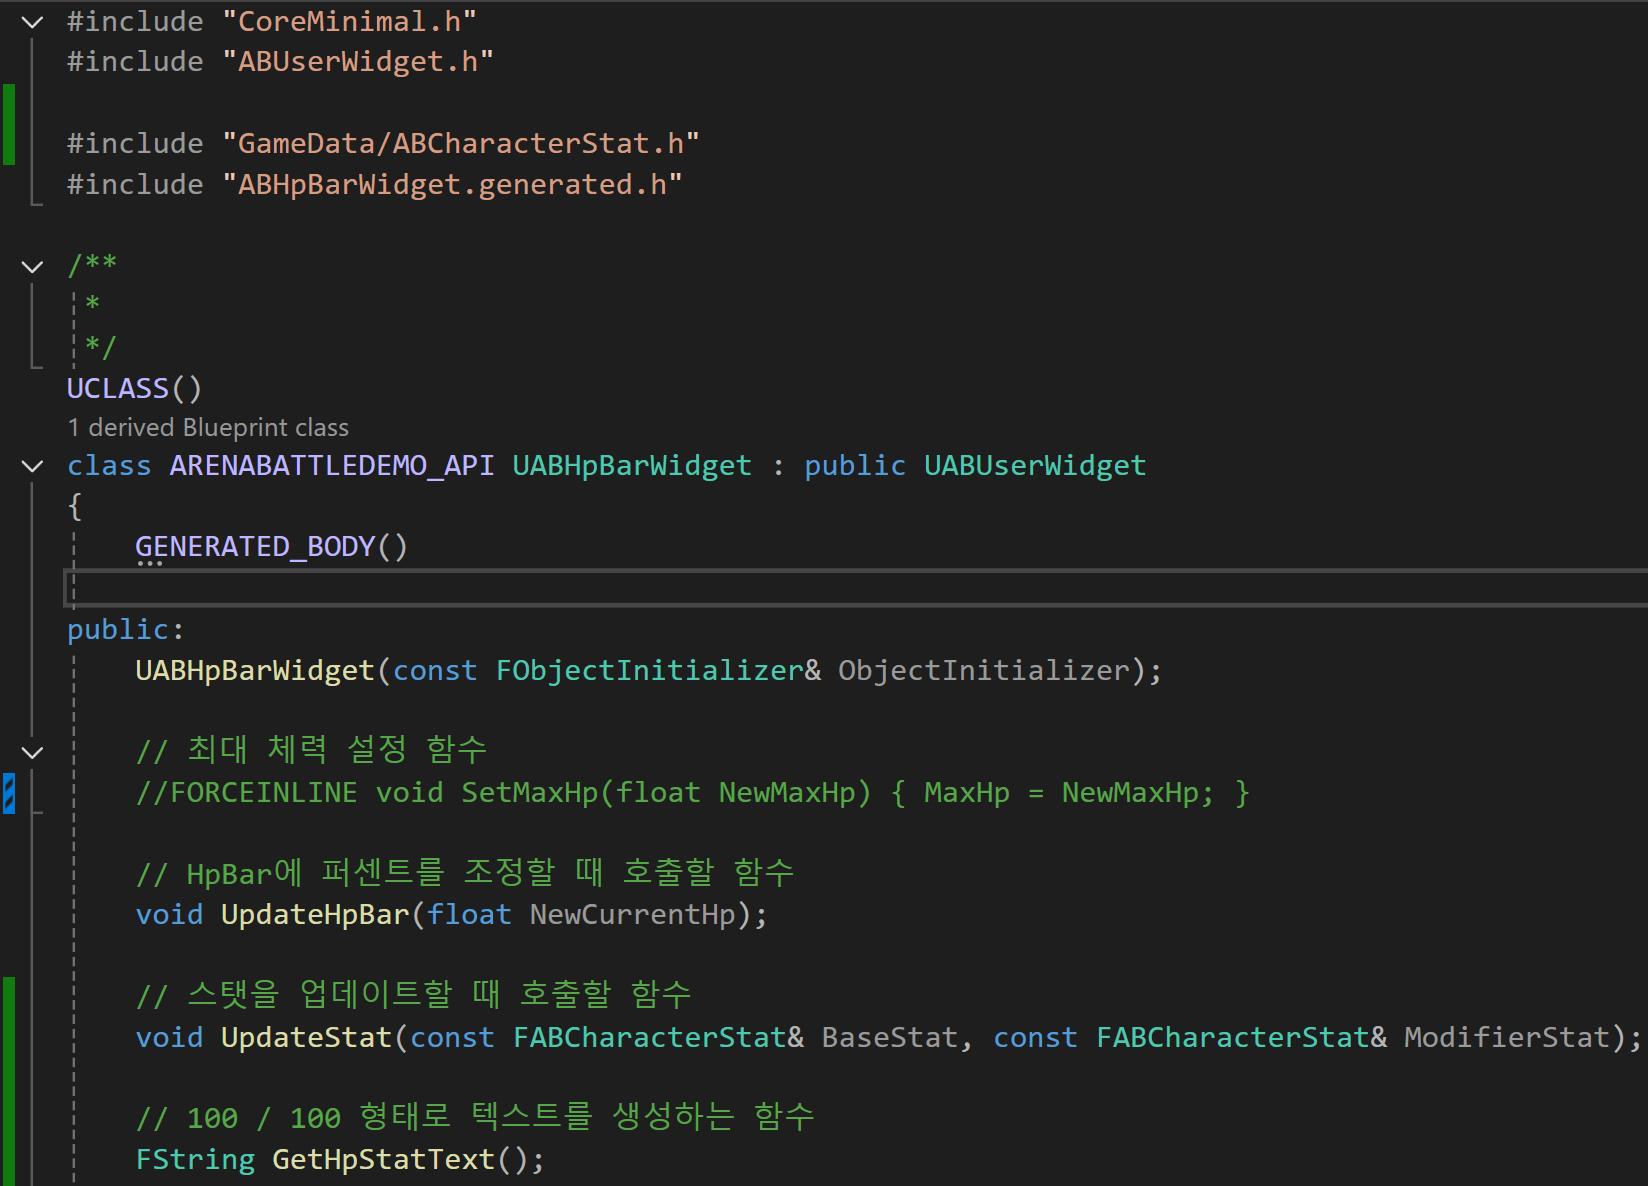 #include "CoreMinimal.h"
#include "ABUserWidget.h"
#include "GameData/ABCharacterStat.h"
#include "ABHpBarWidget.generated.h"
/**
 *
 */
UCLASS()
1 derived Blueprint class
class ARENABATTLEDEMO_API UABHpBarWidget : public UABUserWidget
{
GENERATED_BODY()
public:
UABHpBarWidget(const FObjectInitializer& ObjectInitializer);
// 최대 체력 설정 함수
//FORCEINLINE void SetMaxHp(float NewMaxHp) { MaxHp = NewMaxHp; }
// HpBar에 퍼센트를 조정할 때 호출할 함수
void UpdateHpBar(float NewCurrentHp);
// 스탯을 업데이트할 때 호출할 함수
void UpdateStat(const FABCharacterStat& BaseStat, const FABCharacterStat& ModifierStat);
// 100 / 100 형태로 텍스트를 생성하는 함수
FString GetHpStatText();